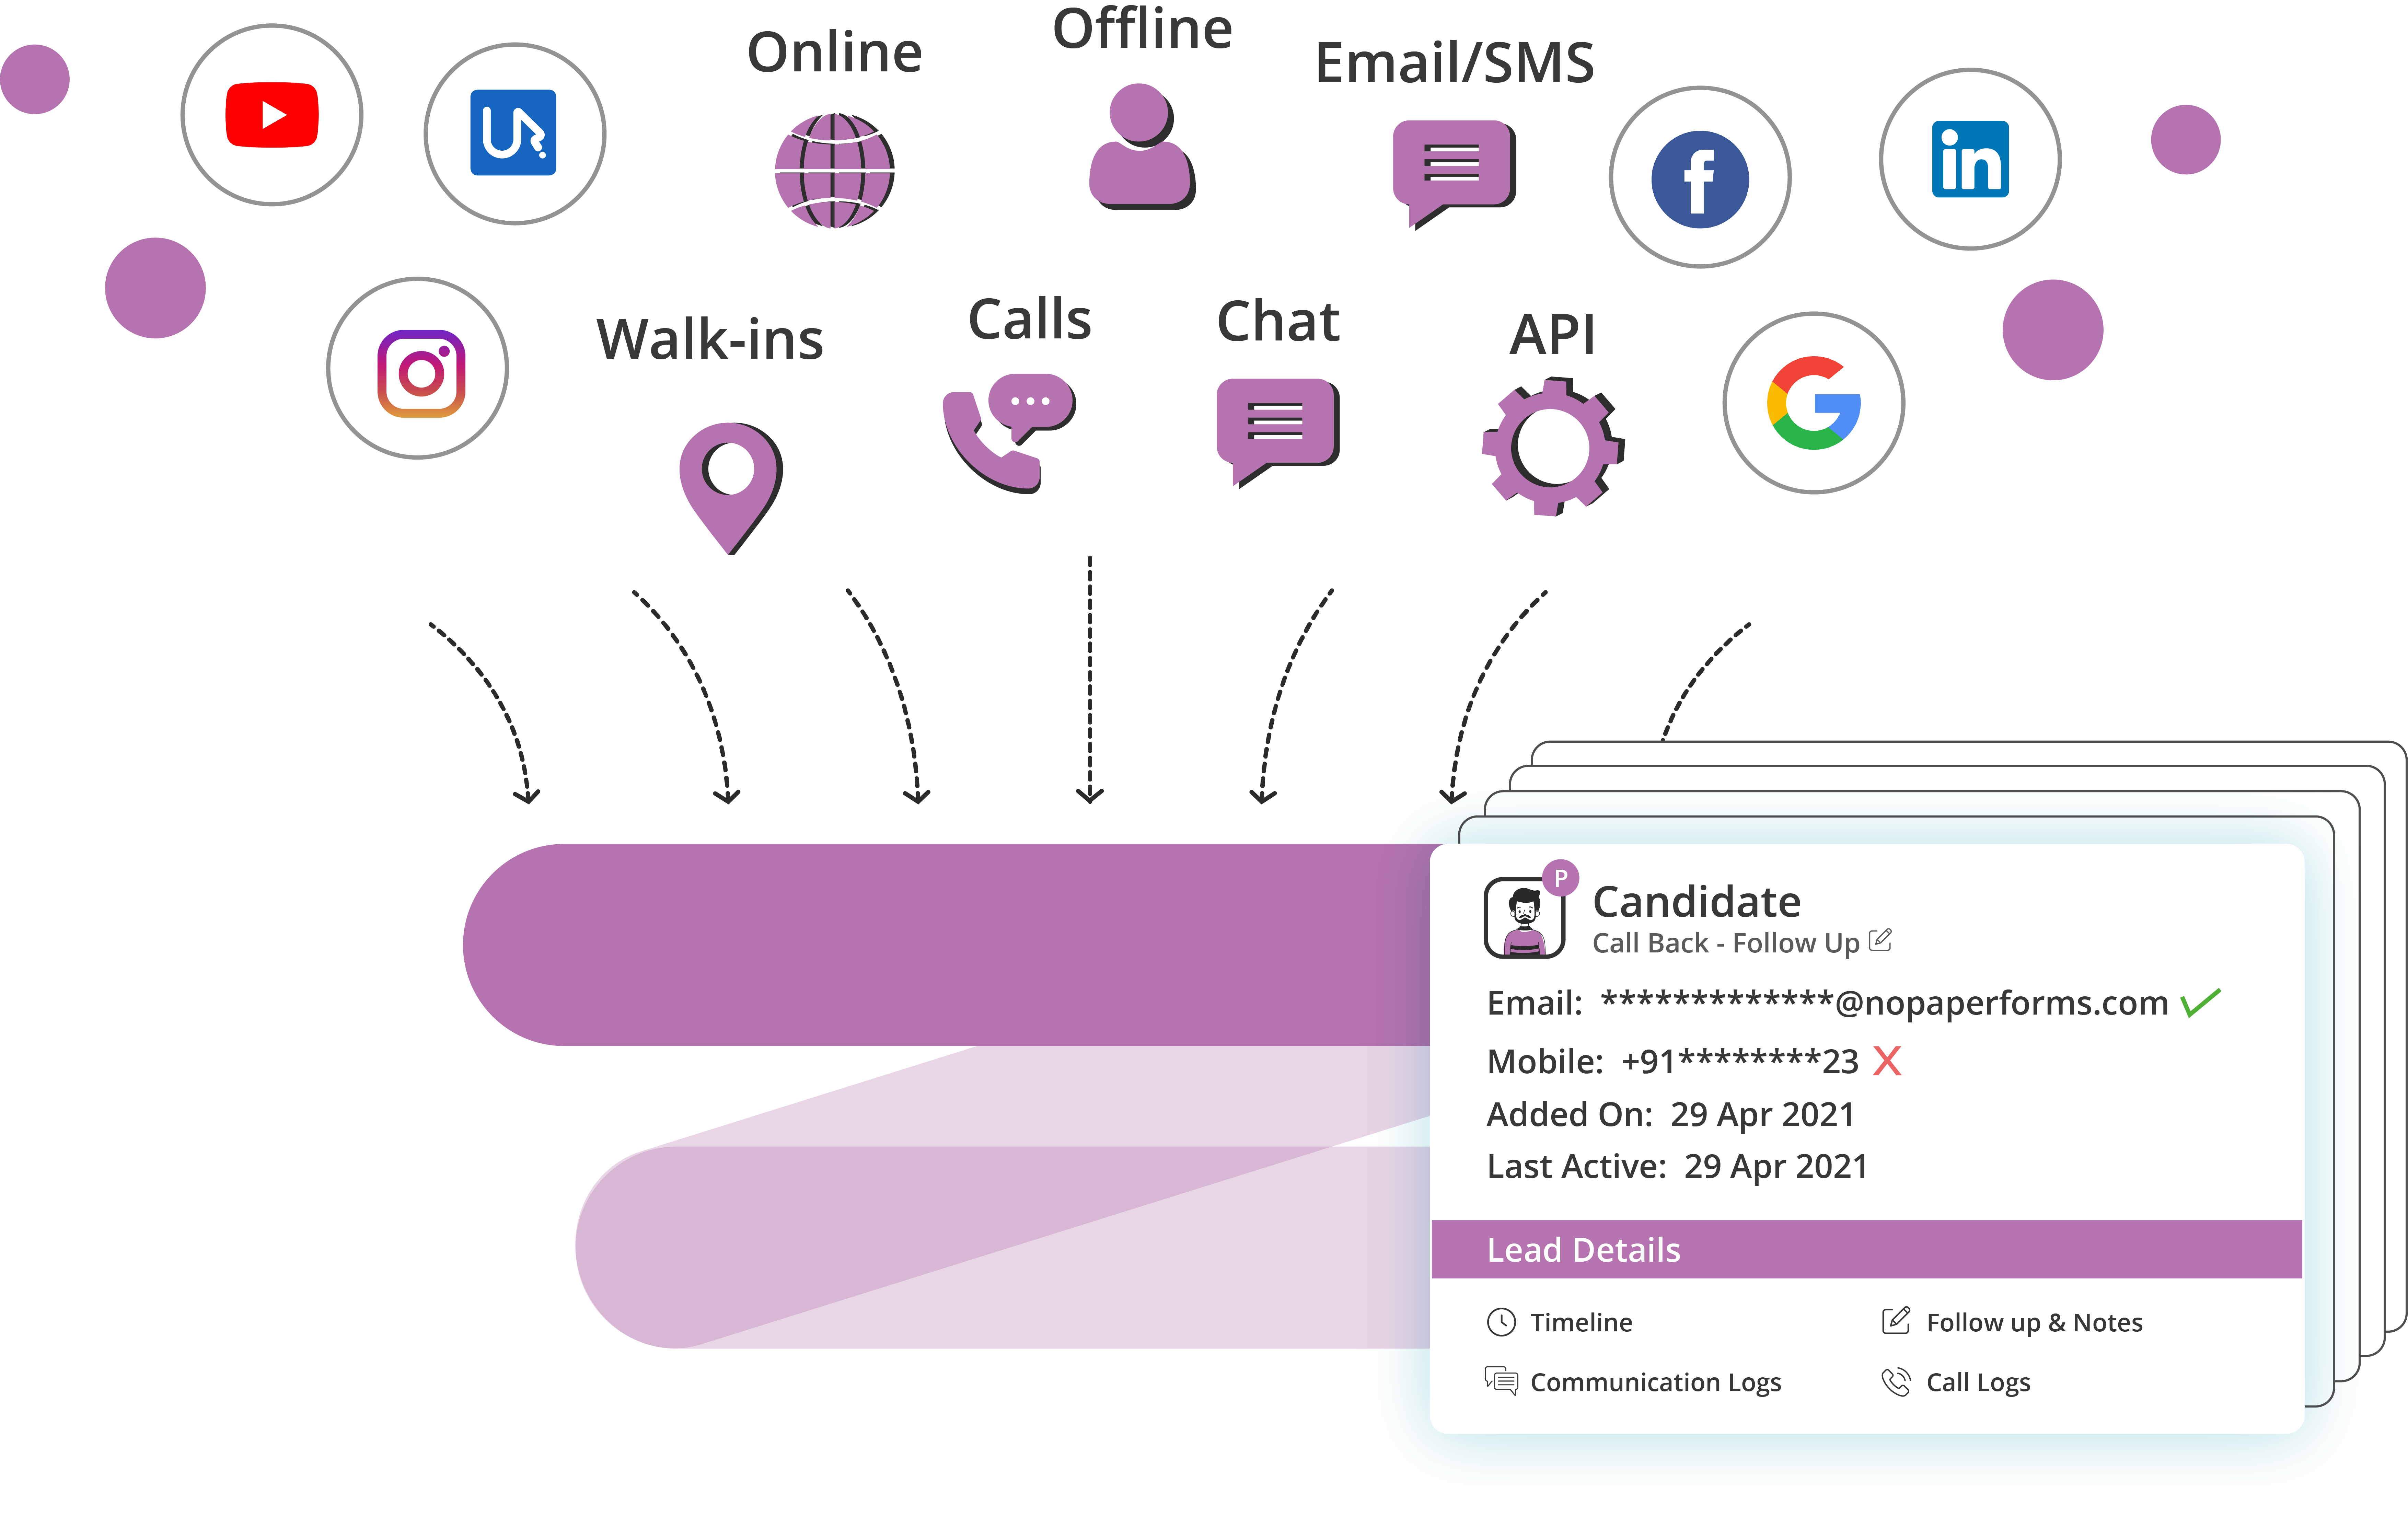 Online
Offline
Email/SMS
Walk-ins
Calls
Chat
API
P
Candidate
Call Back - Follow Up
Email: *************@nopaperforms.com
Mobile: +91********23
Added On: 29 Apr 2021
Last Active: 29 Apr 2021
Lead Details
Timeline
Follow up & Notes
Communication Logs
Call Logs